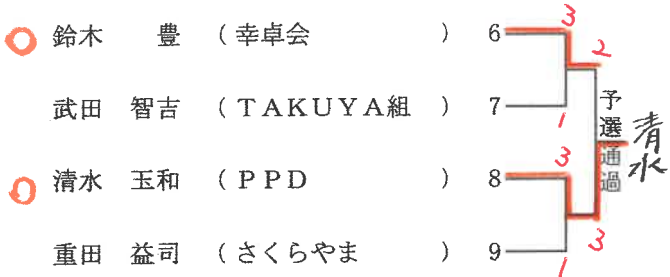 鈴木　豊（幸卓会）6 3
2
武田　智吉（TAKUYA組）7 1
予選通過 清水
清水　玉和（PPD）8 3
3
重田　益司（さくらやま）9 1